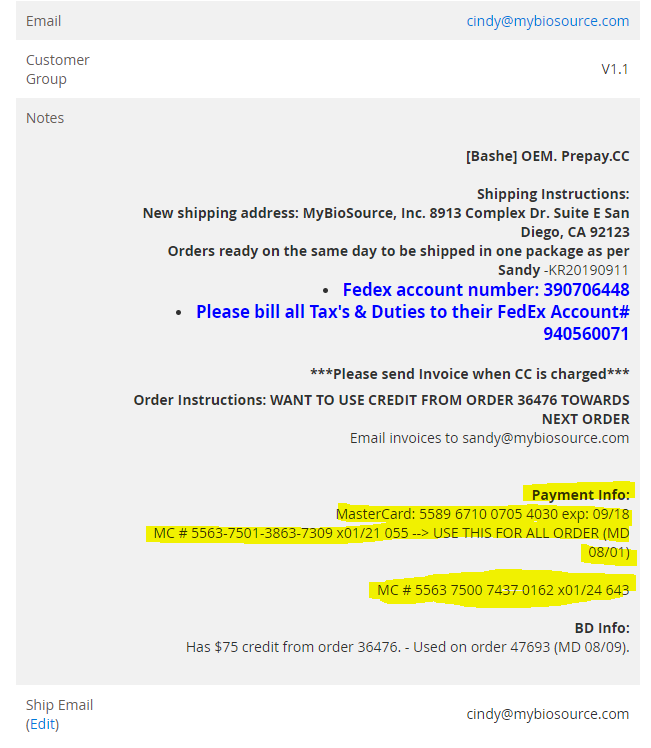 Email
cindy@mybiosource.com
Customer
Group
V1.1
Notes
[Bashe] OEM. Prepay.CC
Shipping Instructions:
New shipping address: MyBioSource, Inc. 8913 Complex Dr. Suite E San
Diego, CA 92123
Orders ready on the same day to be shipped in one package as per
Sandy -KR20190911
• Fedex account number: 390706448
• Please bill all Tax's & Duties to their FedEx Account#
940560071
***Please send Invoice when CC is charged***
Order Instructions: WANT TO USE CREDIT FROM ORDER 36476 TOWARDS
NEXT ORDER
Email invoices to sandy@mybiosource.com
Payment Info:
MasterCard: 5589 6710 0705 4030 exp: 09/18
MC # 5563-7501-3863-7309 x01/21 055 --> USE THIS FOR ALL ORDER (MD
08/01)
MC # 5563 7500 7437 0162 x01/24 643
BD Info:
Has $75 credit from order 36476. - Used on order 47693 (MD 08/09).
Ship Email
(Edit)
cindy@mybiosource.com